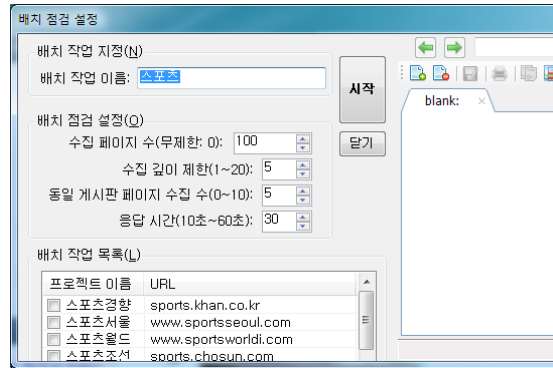 배치 점검 설정
배치 작업 지정(N)
배치 작업 이름: 스포츠
시작
배치 점검 설정(O)
수집 페이지 수(무제한: 0): 100
닫기
수집 깊이 제한(1~20): 5
동일 게시판 페이지 수집 수(0~10): 5
응답 시간(10초~60초): 30
배치 작업 목록(L)
프로젝트 이름 URL
스포츠경향 sports.khan.co.kr
스포츠서울 www.sportsseoul.com
스포츠월드 www.sportsworldi.com
스포츠조선 sports.chosun.com
blank: